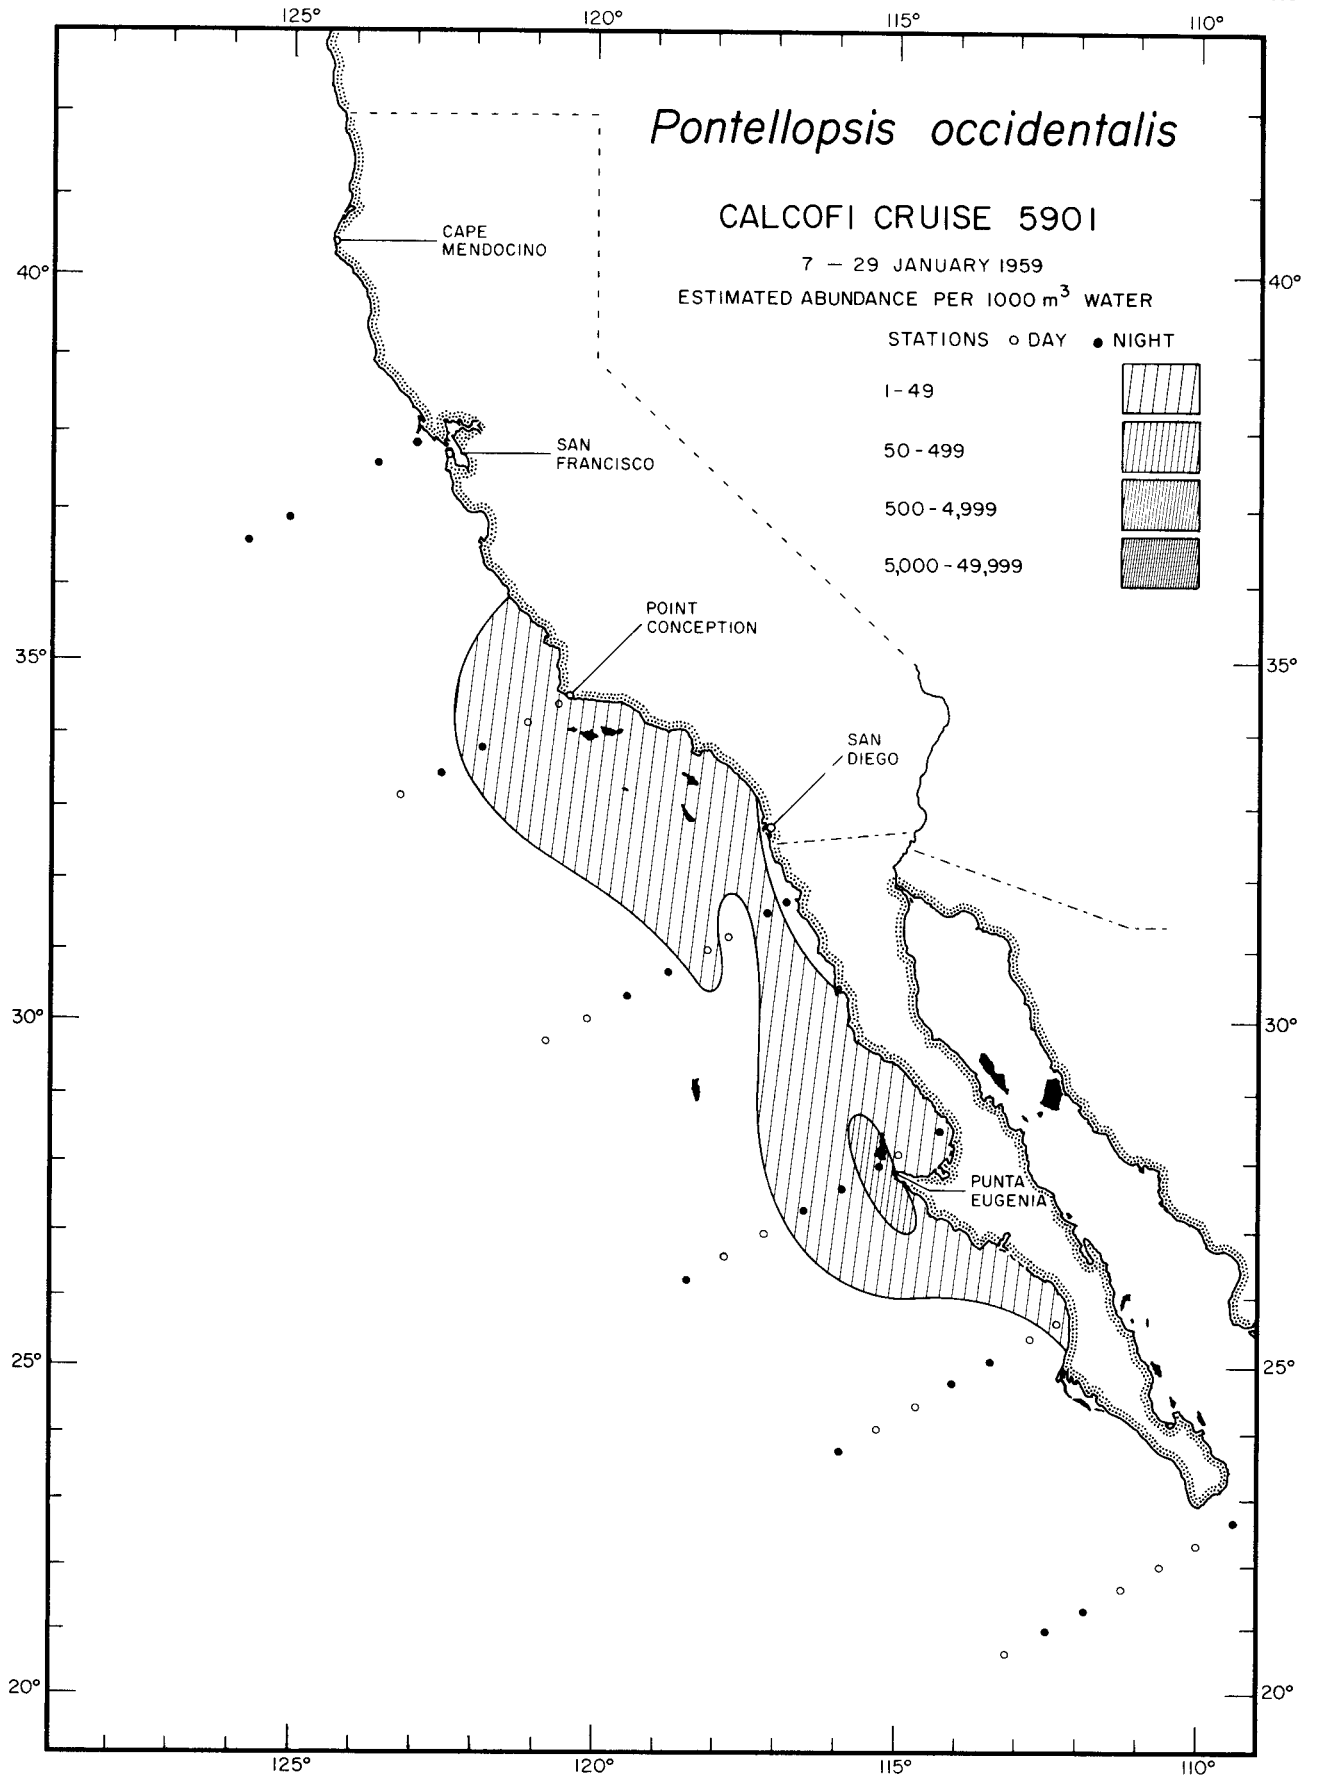 125°
120°
115°
110°
Pontellopsis occidentalis
CALCOFI CRUISE 5901
7 – 29 JANUARY 1959
ESTIMATED ABUNDANCE PER 1000 m³ WATER
STATIONS ○ DAY ● NIGHT
1-49
50-499
500-4,999
5,000-49,999
CAPE
MENDOCINO
40°
40°
SAN
FRANCISCO
POINT
CONCEPTION
35°
35°
SAN
DIEGO
30°
30°
PUNTA
EUGENIA
25°
25°
20°
20°
125°
120°
115°
110°